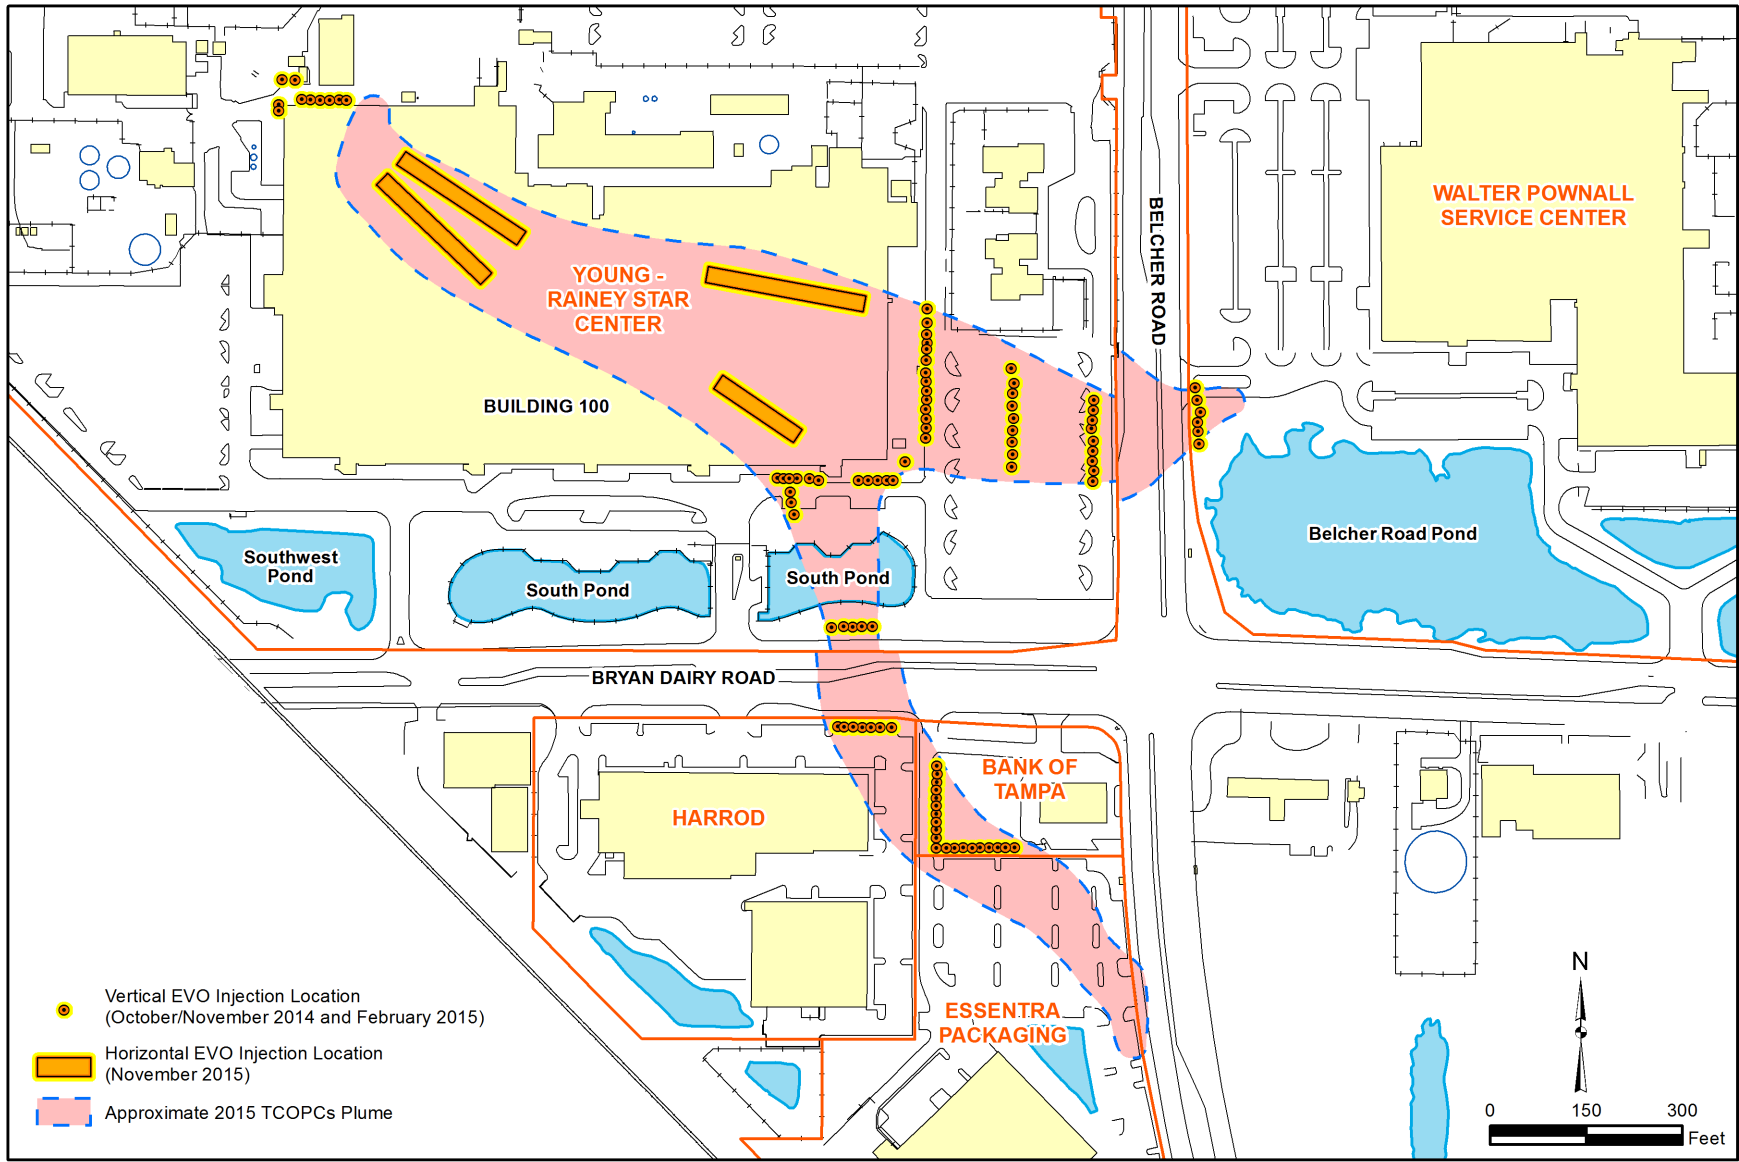 WALTER POWNALL
SERVICE CENTER
BELCHER ROAD
YOUNG -
RAINEY STAR
CENTER
BUILDING 100
Belcher Road Pond
Southwest
Pond
South Pond
South Pond
BRYAN DAIRY ROAD
BANK OF
TAMPA
HARROD
ESSENTRA
PACKAGING
Vertical EVO Injection Location
(October/November 2014 and February 2015)
Horizontal EVO Injection Location
(November 2015)
Approximate 2015 TCOPCs Plume
N
0 150 300
Feet